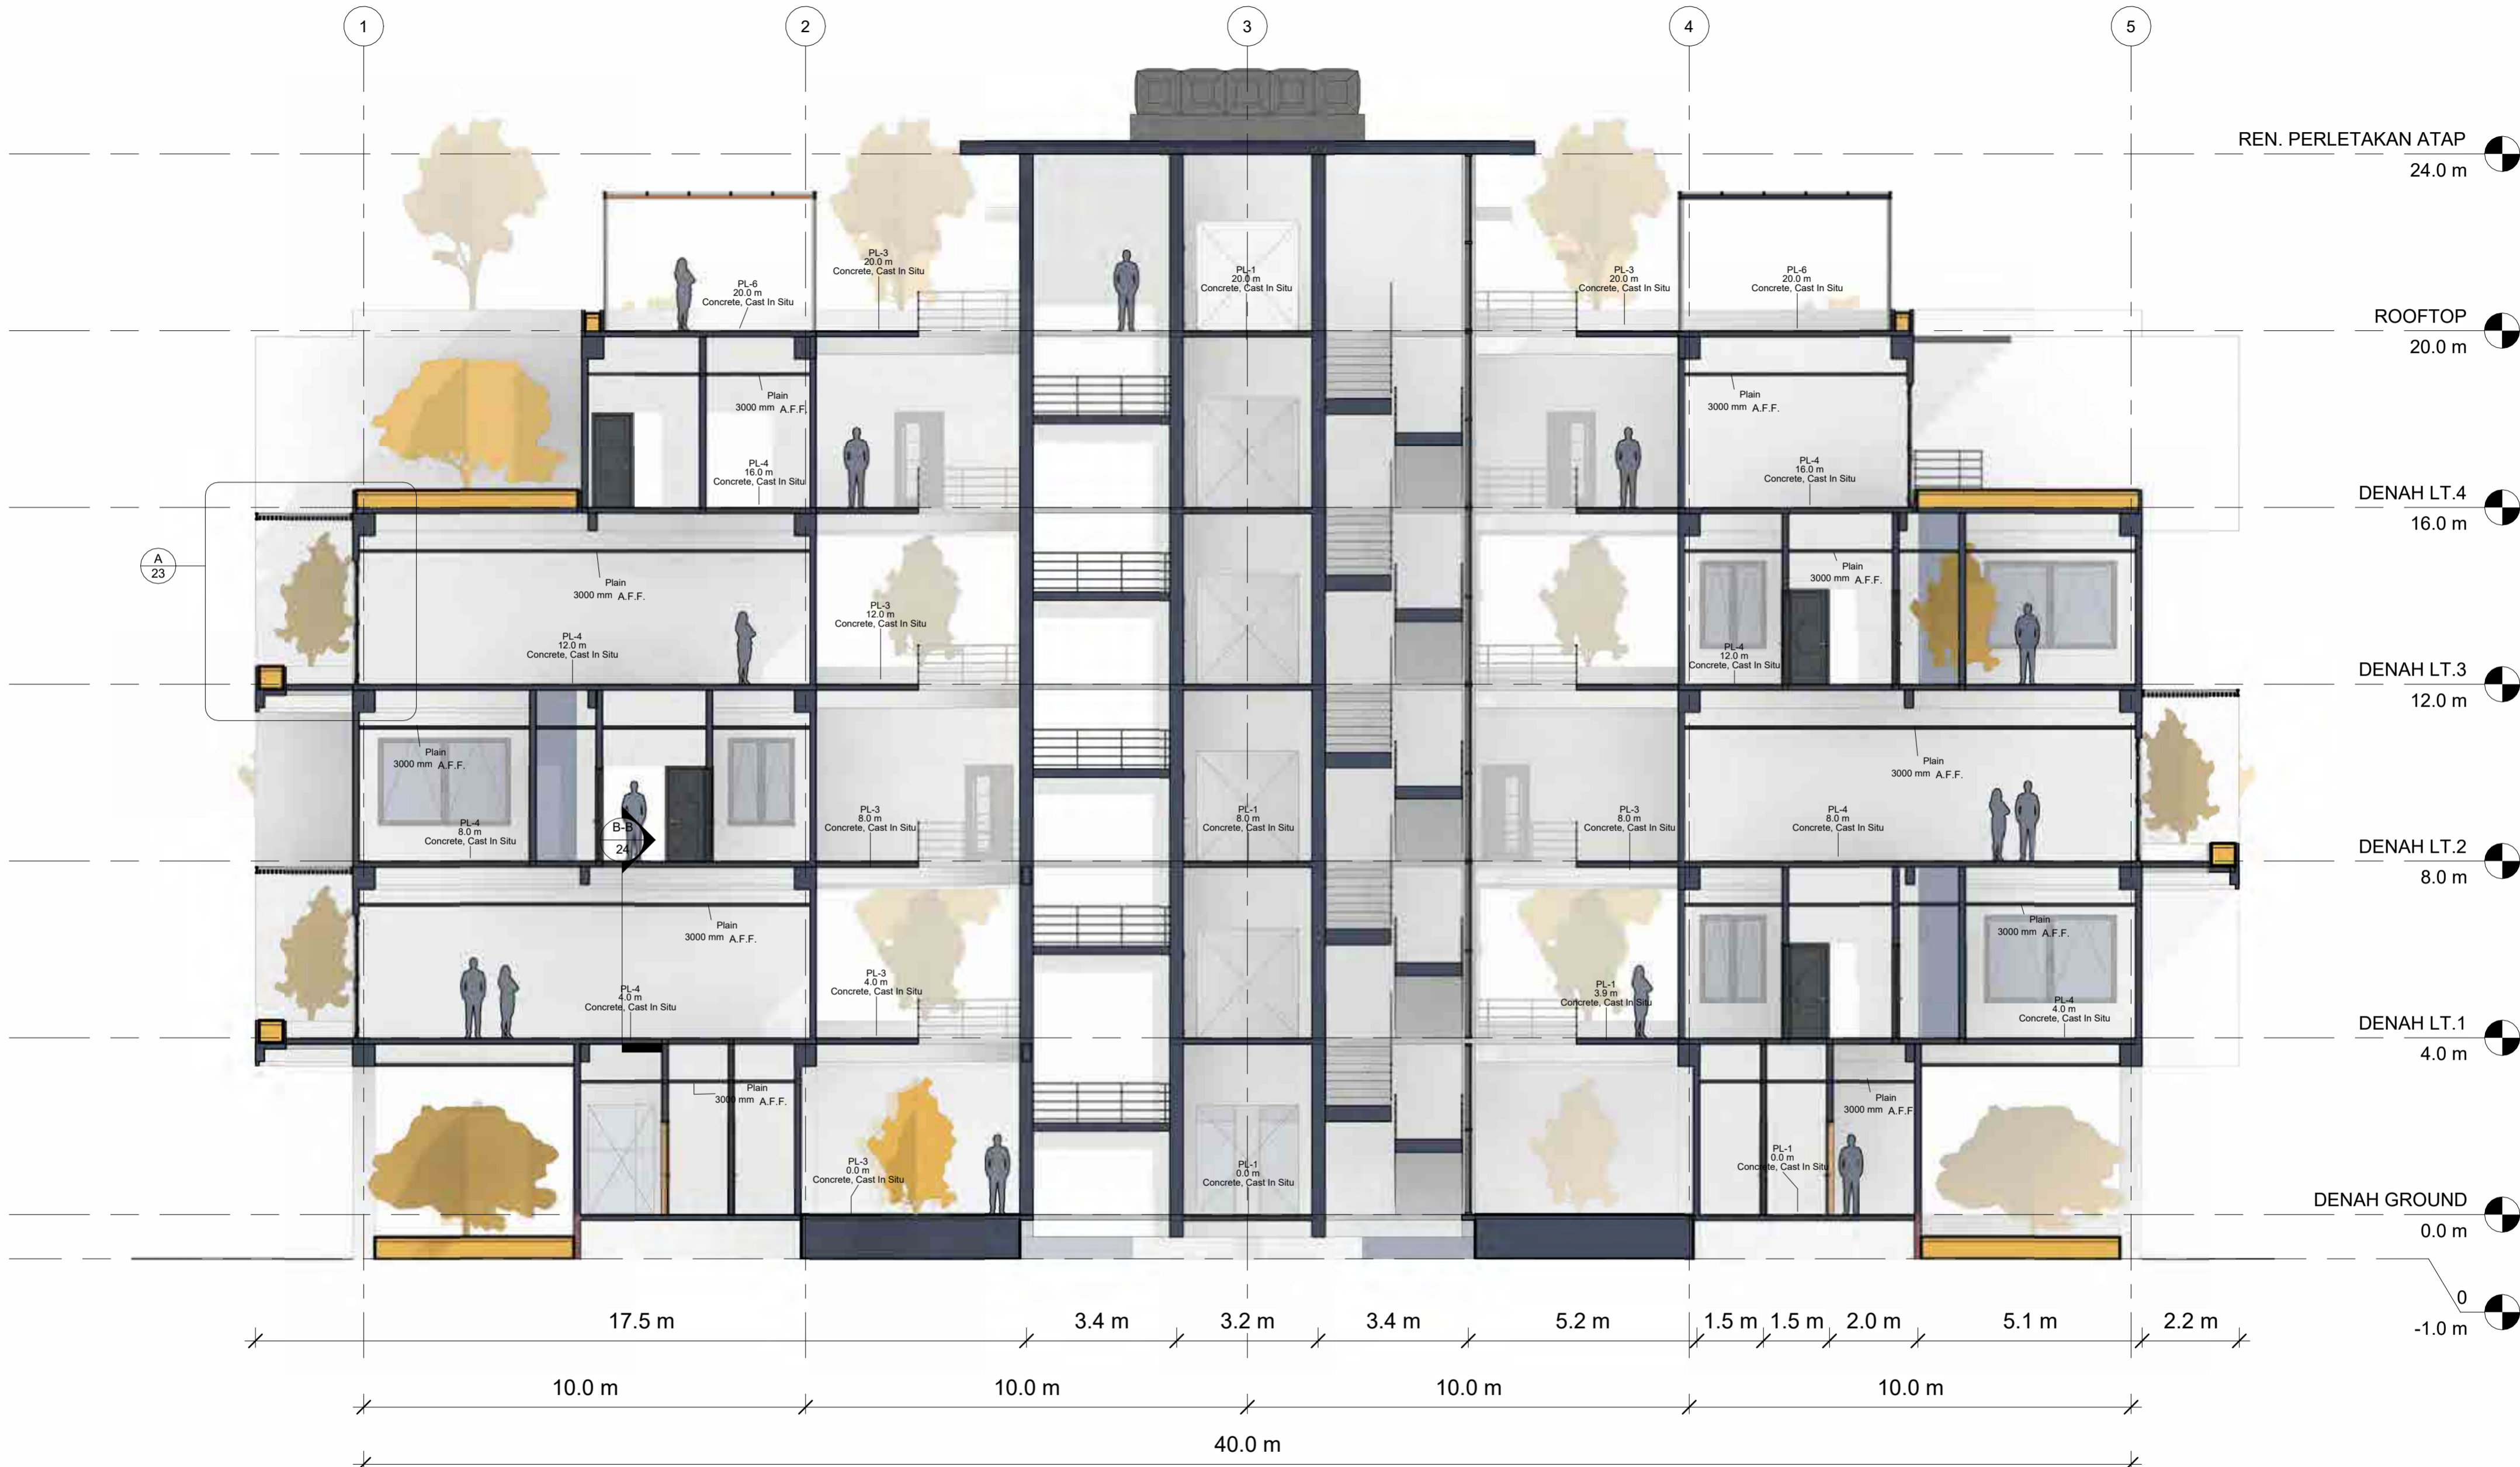 1
2
3
4
5
REN. PERLETAKAN ATAP
24.0 m
PL-3
20.0 m
Concrete, Cast In Situ
PL-6
20.0 m
Concrete, Cast In Situ
PL-1
20.0 m
Concrete, Cast In Situ
PL-3
20.0 m
Concrete, Cast In Situ
PL-6
20.0 m
Concrete, Cast In Situ
ROOFTOP
20.0 m
Plain
3000 mm A.F.F.
Plain
3000 mm A.F.F.
PL-4
16.0 m
Concrete, Cast In Situ
PL-4
16.0 m
Concrete, Cast In Situ
DENAH LT.4
16.0 m
A
23
Plain
3000 mm A.F.F.
Plain
3000 mm A.F.F.
PL-3
12.0 m
Concrete, Cast In Situ
PL-4
12.0 m
Concrete, Cast In Situ
PL-4
12.0 m
Concrete, Cast In Situ
DENAH LT.3
12.0 m
Plain
3000 mm A.F.F.
Plain
3000 mm A.F.F.
PL-4
8.0 m
Concrete, Cast In Situ
B-B
24
PL-3
8.0 m
Concrete, Cast In Situ
PL-1
8.0 m
Concrete, Cast In Situ
PL-3
8.0 m
Concrete, Cast In Situ
PL-4
8.0 m
Concrete, Cast In Situ
DENAH LT.2
8.0 m
Plain
3000 mm A.F.F.
Plain
3000 mm A.F.F.
PL-4
4.0 m
Concrete, Cast In Situ
PL-3
4.0 m
Concrete, Cast In Situ
PL-1
3.9 m
Concrete, Cast In Situ
PL-4
4.0 m
Concrete, Cast In Situ
DENAH LT.1
4.0 m
Plain
3000 mm A.F.F.
Plain
3000 mm A.F.F
PL-3
0.0 m
Concrete, Cast In Situ
PL-1
0.0 m
Concrete, Cast In Situ
PL-1
0.0 m
Concrete, Cast In Situ
DENAH GROUND
0.0 m
0
-1.0 m
17.5 m 3.4 m 3.2 m 3.4 m 5.2 m 1.5 m 1.5 m 2.0 m 5.1 m 2.2 m
10.0 m 10.0 m 10.0 m 10.0 m
40.0 m